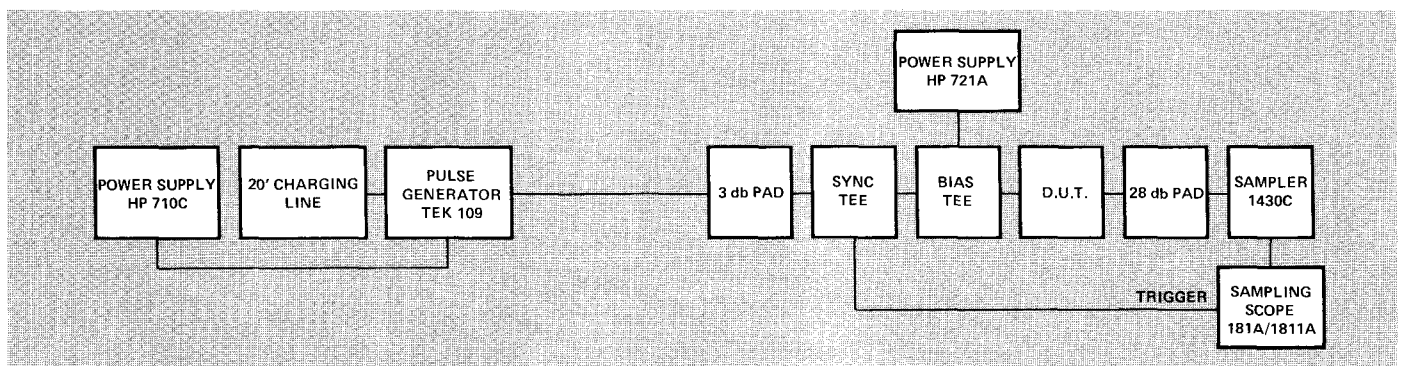 POWER SUPPLY
HP 721A
POWER SUPPLY
HP 710C
20' CHARGING
LINE
PULSE
GENERATOR
TEK 109
3 db PAD
SYNC
TEE
BIAS
TEE
D.U.T.
28 db PAD
SAMPLER
1430C
TRIGGER
SAMPLING
SCOPE
181A/1811A